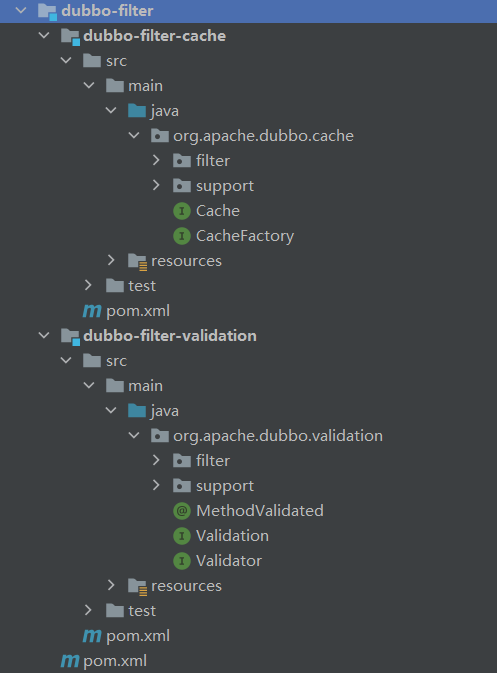 dubbo-filter
dubbo-filter-cache
src
main
java
org.apache.dubbo.cache
filter
support
Cache
CacheFactory
resources
test
pom.xml
dubbo-filter-validation
src
main
java
org.apache.dubbo.validation
filter
support
MethodValidated
Validation
Validator
resources
test
pom.xml
pom.xml